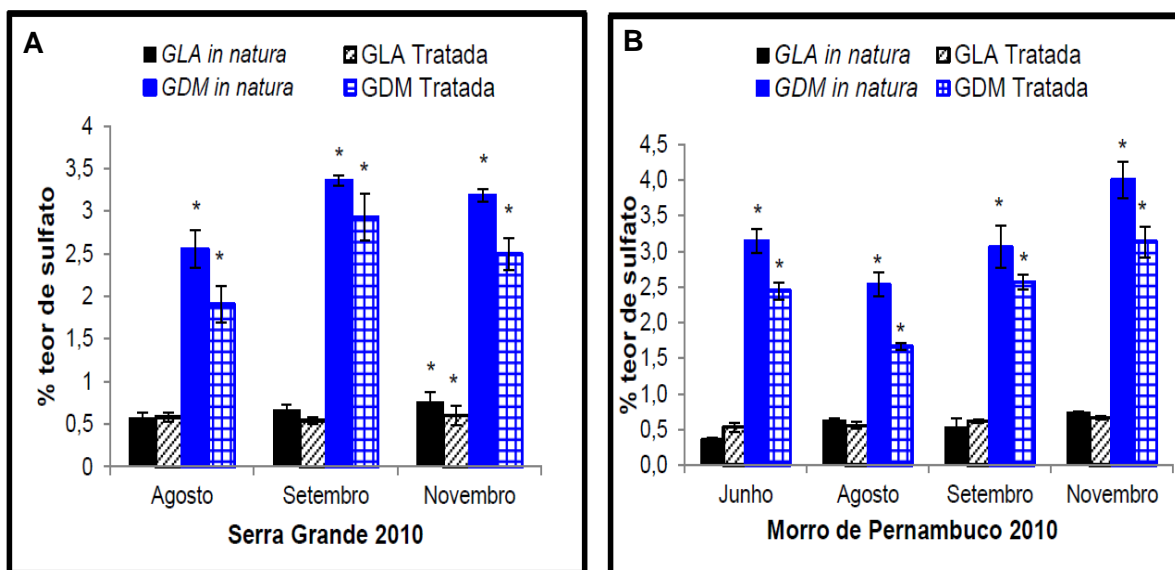 A
GLA in natura
GLA Tratada
GDM in natura
GDM Tratada
% teor de sulfato
4
3,5
3
2,5
2
1,5
1
0,5
0
* * * * * * * *
Agosto Setembro Novembro
Serra Grande 2010
B
GLA in natura
GLA Tratada
GDM in natura
GDM Tratada
% teor de sulfato
4,5
4,0
3,5
3,0
2,5
2,0
1,5
1,0
0,5
0,0
* * * * * * * *
Junho Agosto Setembro Novembro
Morro de Pernambuco 2010